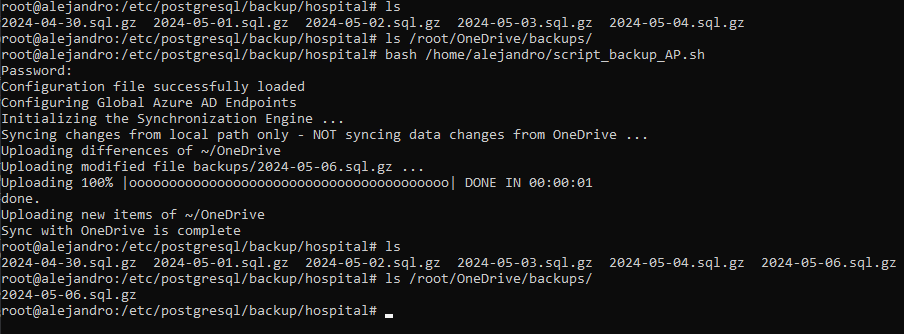 root@alejandro:/etc/postgresql/backup/hospital# ls
2024-04-30.sql.gz  2024-05-01.sql.gz  2024-05-02.sql.gz  2024-05-03.sql.gz  2024-05-04.sql.gz
root@alejandro:/etc/postgresql/backup/hospital# ls /root/OneDrive/backups/
root@alejandro:/etc/postgresql/backup/hospital# bash /home/alejandro/script_backup_AP.sh
Password:
Configuration file successfully loaded
Configuring Global Azure AD Endpoints
Initializing the Synchronization Engine ...
Syncing changes from local path only - NOT syncing data changes from OneDrive ...
Uploading differences of ~/OneDrive
Uploading modified file backups/2024-05-06.sql.gz ...
Uploading 100% |oooooooooooooooooooooooooooooooooooooooo| DONE IN 00:00:01
done.
Uploading new items of ~/OneDrive
Sync with OneDrive is complete
root@alejandro:/etc/postgresql/backup/hospital# ls
2024-04-30.sql.gz  2024-05-01.sql.gz  2024-05-02.sql.gz  2024-05-03.sql.gz  2024-05-04.sql.gz  2024-05-06.sql.gz
root@alejandro:/etc/postgresql/backup/hospital# ls /root/OneDrive/backups/
2024-05-06.sql.gz
root@alejandro:/etc/postgresql/backup/hospital#